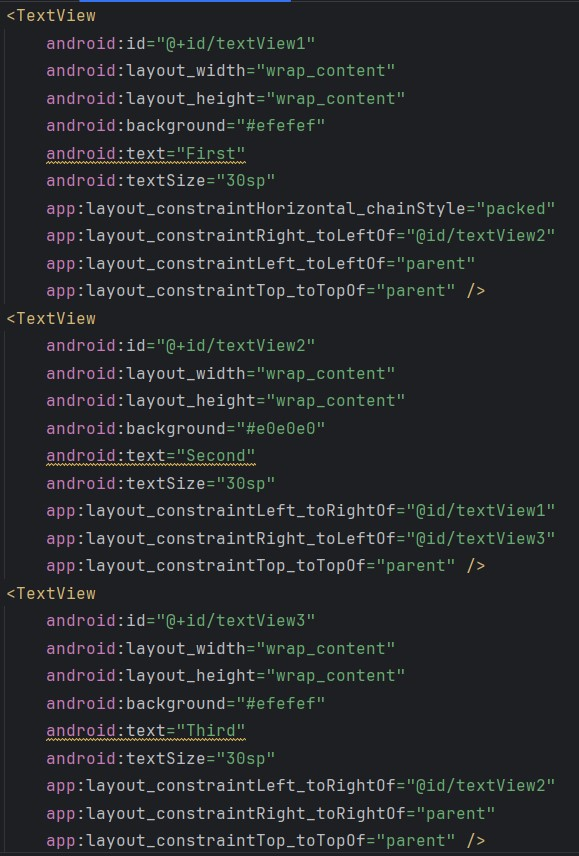 <TextView
android:id="@+id/textView1"
android:layout_width="wrap_content"
android:layout_height="wrap_content"
android:background="#efefef"
android:text="First"
android:textSize="30sp"
app:layout_constraintHorizontal_chainStyle="packed"
app:layout_constraintRight_toLeftOf="@id/textView2"
app:layout_constraintLeft_toLeftOf="parent"
app:layout_constraintTop_toTopOf="parent" />
<TextView
android:id="@+id/textView2"
android:layout_width="wrap_content"
android:layout_height="wrap_content"
android:background="#e0e0e0"
android:text="Second"
android:textSize="30sp"
app:layout_constraintLeft_toRightOf="@id/textView1"
app:layout_constraintRight_toLeftOf="@id/textView3"
app:layout_constraintTop_toTopOf="parent" />
<TextView
android:id="@+id/textView3"
android:layout_width="wrap_content"
android:layout_height="wrap_content"
android:background="#efefef"
android:text="Third"
android:textSize="30sp"
app:layout_constraintLeft_toRightOf="@id/textView2"
app:layout_constraintRight_toRightOf="parent"
app:layout_constraintTop_toTopOf="parent" />